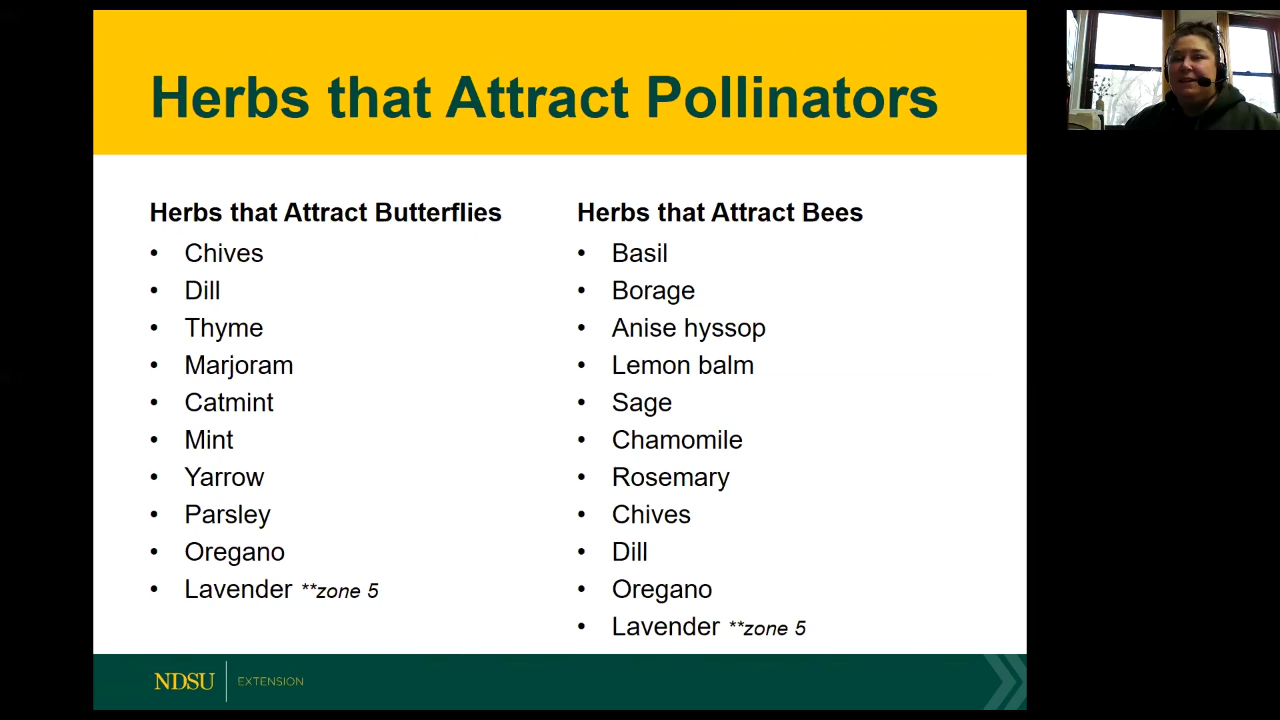 Herbs that Attract Pollinators
Herbs that Attract Butterflies
• Chives
• Dill
• Thyme
• Marjoram
• Catmint
• Mint
• Yarrow
• Parsley
• Oregano
• Lavender **zone 5
Herbs that Attract Bees
• Basil
• Borage
• Anise hyssop
• Lemon balm
• Sage
• Chamomile
• Rosemary
• Chives
• Dill
• Oregano
• Lavender **zone 5
NDSU EXTENSION